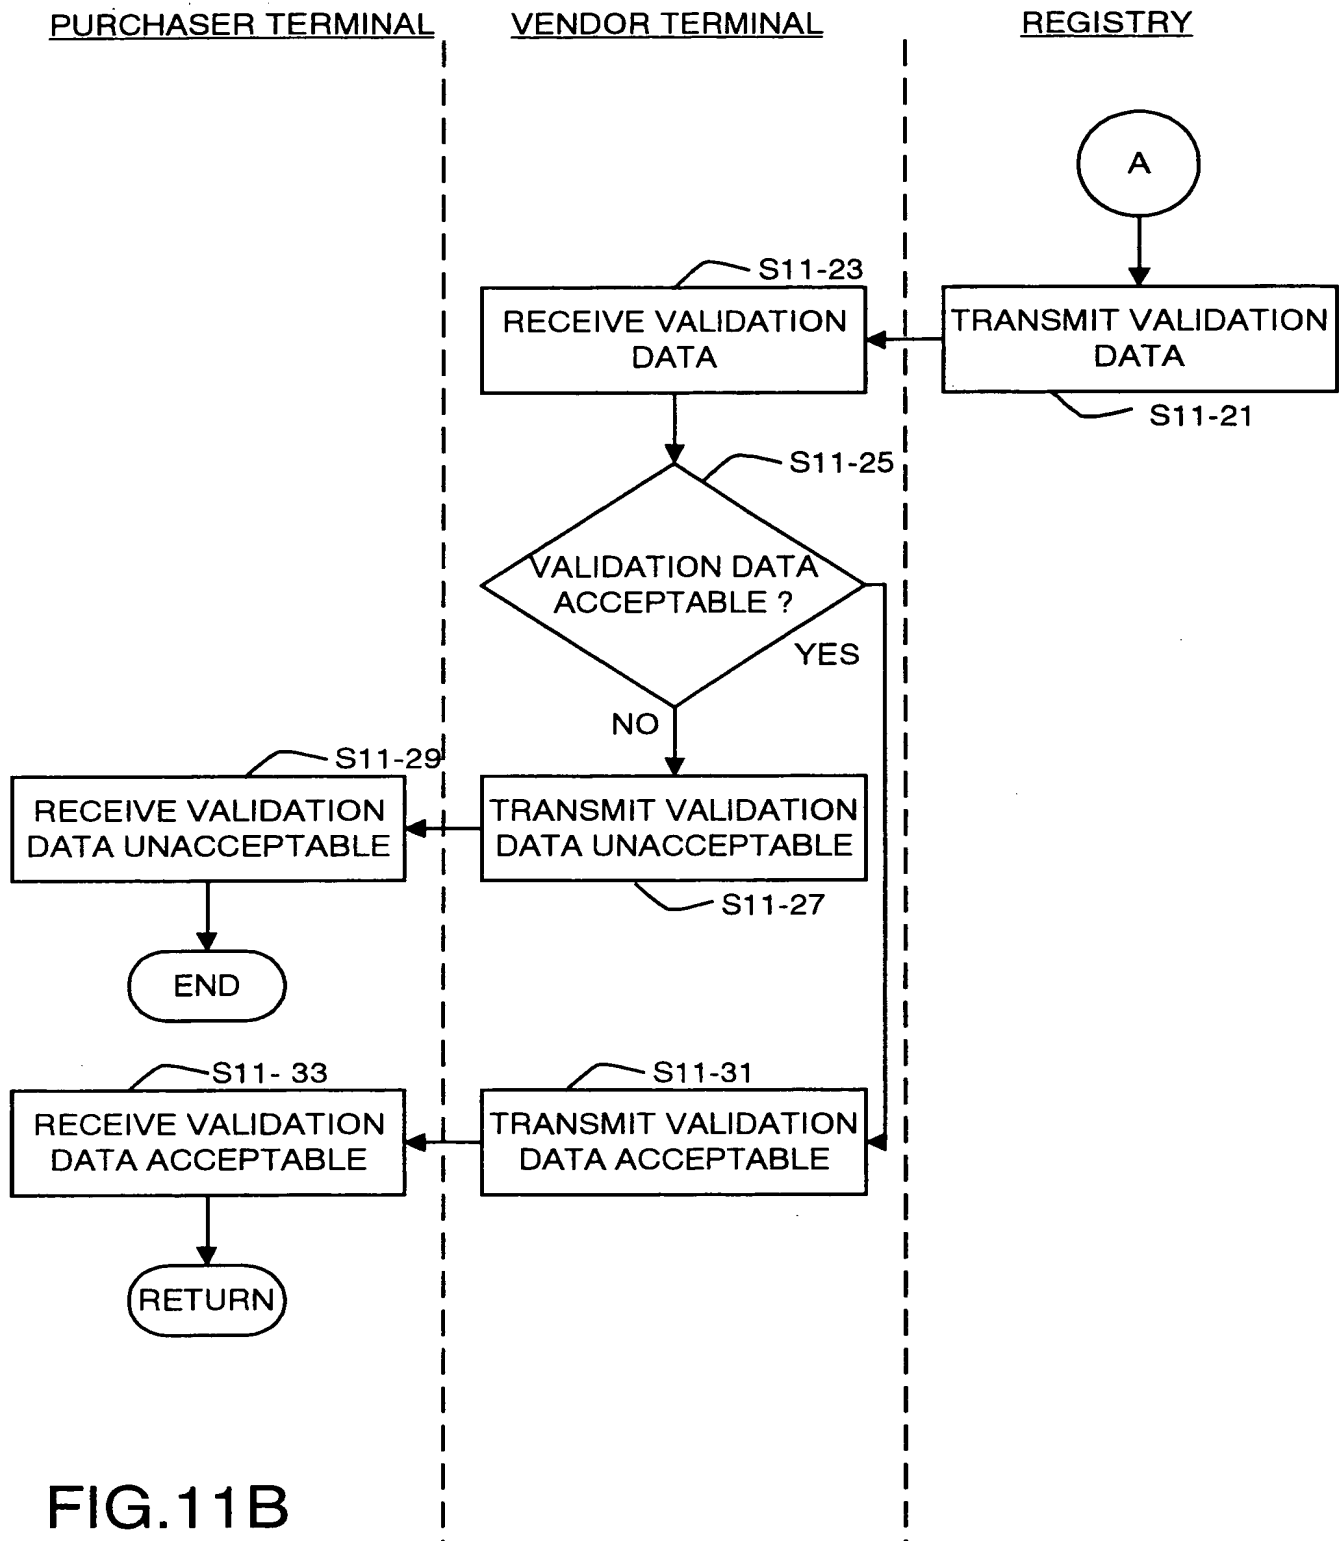 PURCHASER TERMINAL
VENDOR TERMINAL
REGISTRY
A
S11-23
RECEIVE VALIDATION
DATA
TRANSMIT VALIDATION
DATA
S11-21
S11-25
VALIDATION DATA
ACCEPTABLE ?
YES
NO
S11-29
RECEIVE VALIDATION
DATA UNACCEPTABLE
TRANSMIT VALIDATION
DATA UNACCEPTABLE
S11-27
END
S11- 33
RECEIVE VALIDATION
DATA ACCEPTABLE
S11-31
TRANSMIT VALIDATION
DATA ACCEPTABLE
RETURN
FIG.11B